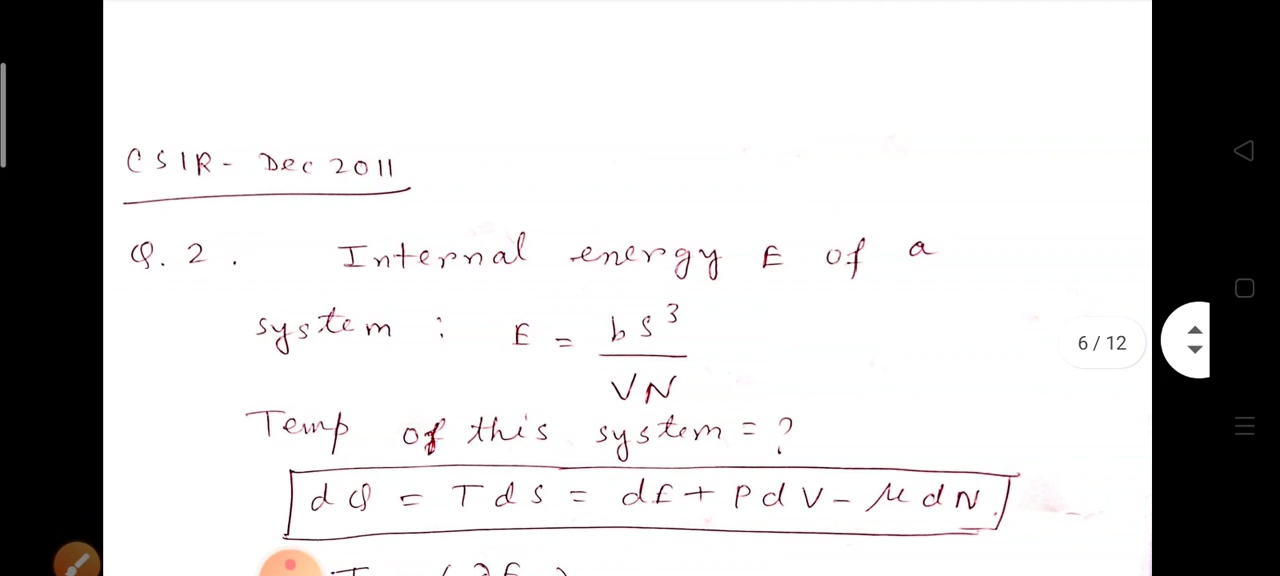 CSIR - Dec 2011
Q. 2. Internal energy E of a
system : E = bS³
VN
6 / 12
Temp of this system = ?
dQ = TdS = dE + PdV - μdN.